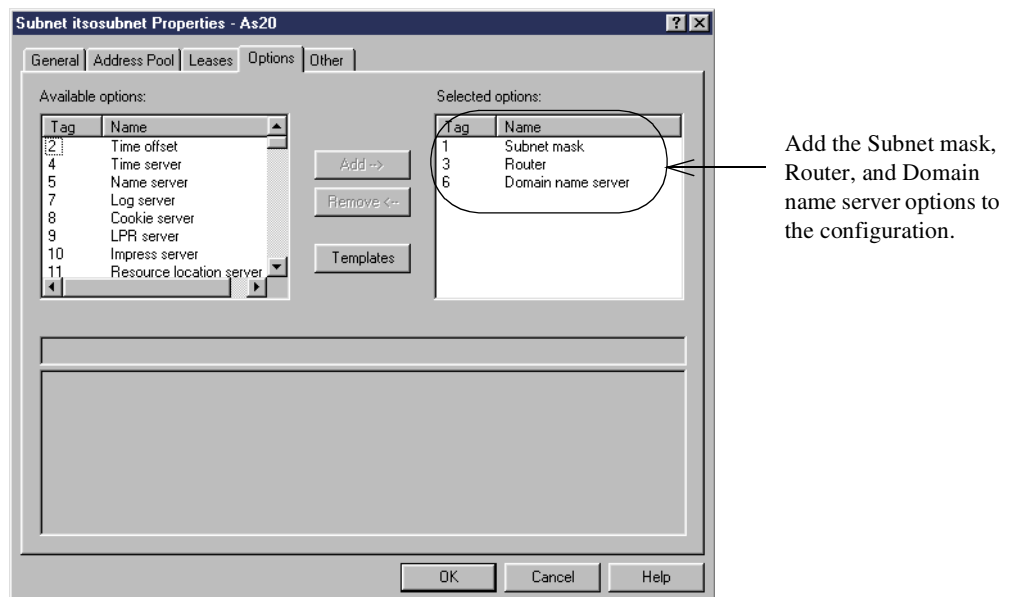 Subnet itsosubnet Properties - As20
General Address Pool Leases Options Other
Available options:
Tag Name
2 Time offset
4 Time server
5 Name server
7 Log server
8 Cookie server
9 LPR server
10 Impress server
11 Resource location server
Add -->
Remove <--
Templates
Selected options:
Tag Name
1 Subnet mask
3 Router
6 Domain name server
Add the Subnet mask,
Router, and Domain
name server options to
the configuration.
OK Cancel Help